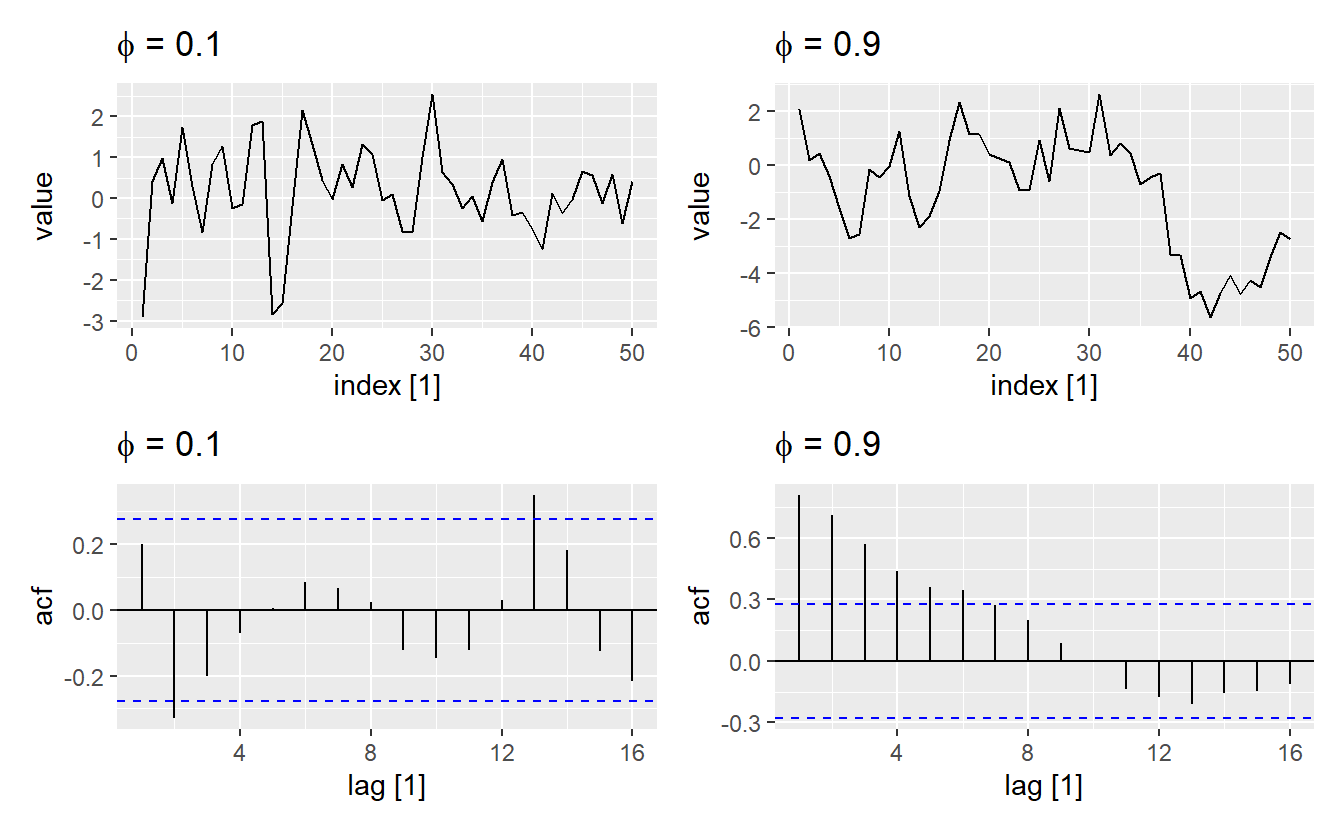 ϕ = 0.1
value
2
1
0
-1
-2
-3
0 10 20 30 40 50
index [1]
ϕ = 0.9
value
2
0
-2
-4
-6
0 10 20 30 40 50
index [1]
ϕ = 0.1
acf
0.2
0.0
-0.2
4 8 12 16
lag [1]
ϕ = 0.9
acf
0.6
0.3
0.0
-0.3
4 8 12 16
lag [1]